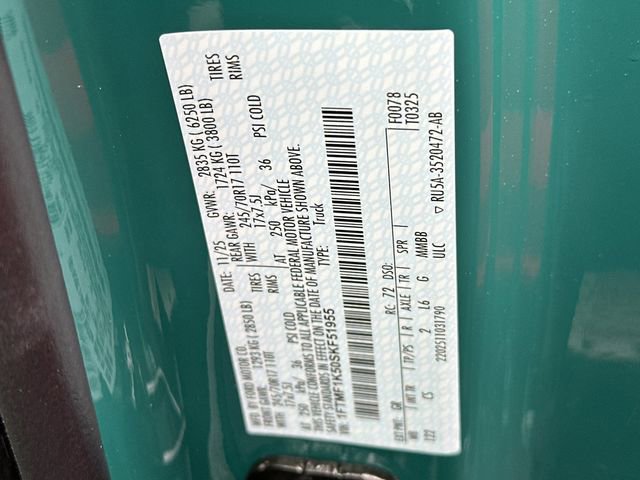 MFD. BY FORD MOTOR CO. DATE: 11/25 GVWR: 2835 KG ( 6250 LB)
FRONT GAWR: 1293 KG ( 2850 LB) REAR GAWR: 1724 KG ( 3800 LB)
245/70R17 110T TIRES WITH 245/70R17 110T TIRES
17x7.5J RIMS 17x7.5J RIMS
AT 250 kPa/ 36 PSI COLD AT 250 kPa/ 36 PSI COLD
THIS VEHICLE CONFORMS TO ALL APPLICABLE FEDERAL MOTOR VEHICLE
SAFETY STANDARDS IN EFFECT ON THE DATE OF MANUFACTURE SHOWN ABOVE.
VIN: 1FTMF1K5DSKF51955 TYPE: Truck
EXT PNT: GR RC: 72 DSO: F0078
WB INT TR TP/PS R AXLE TR SPR T0325
122 CS 2 L6 G MMBB
2202511031790 ULC ▽ RU5A-3520472-AB